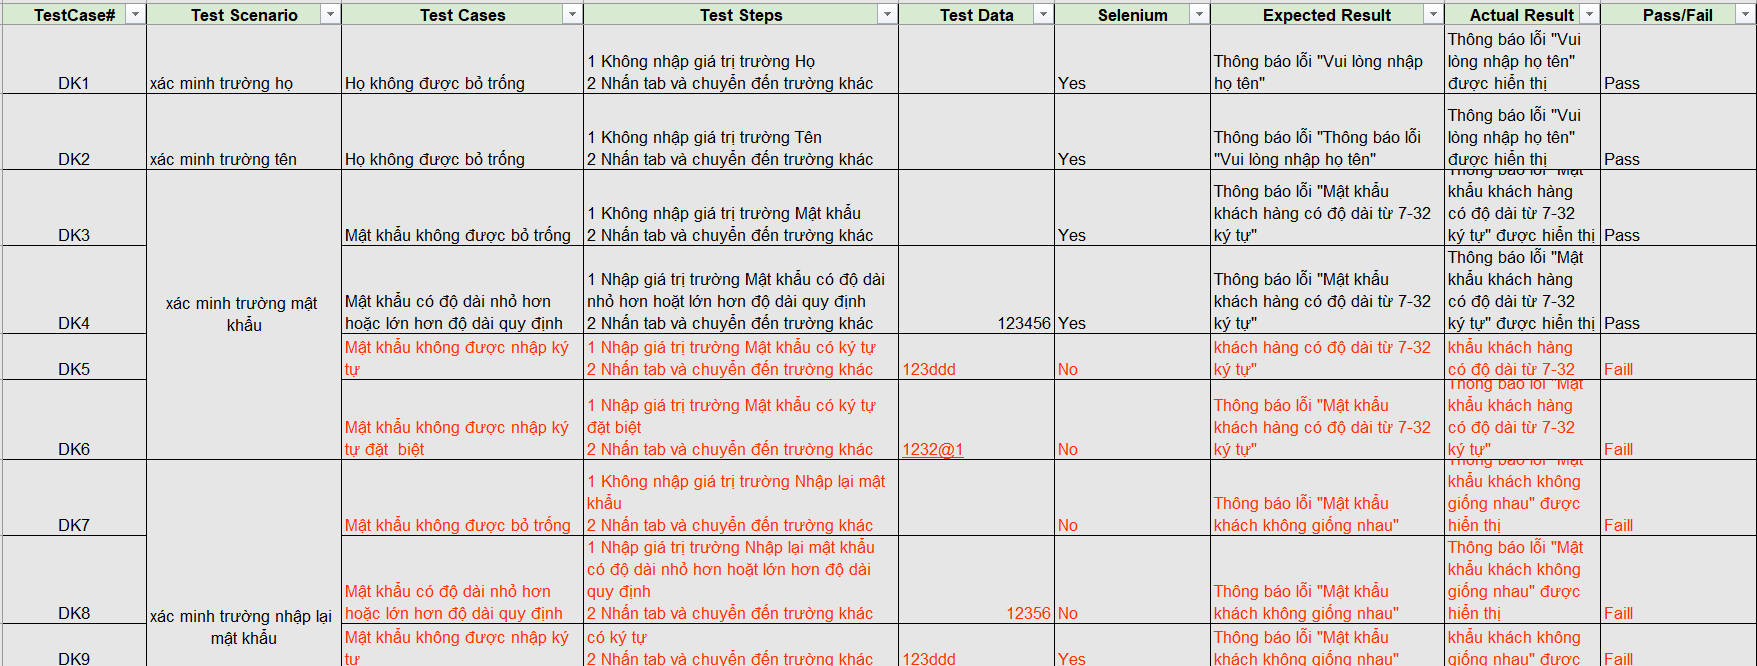 TestCase# Test Scenario Test Cases Test Steps Test Data Selenium Expected Result Actual Result Pass/Fail
DK1
xác minh trường họ
Họ không được bỏ trống
1 Không nhập giá trị trường Họ
2 Nhấn tab và chuyển đến trường khác
Yes
Thông báo lỗi "Vui lòng nhập
họ tên"
Thông báo lỗi "Vui
lòng nhập họ tên"
được hiển thị
Pass
DK2
xác minh trường tên
Họ không được bỏ trống
1 Không nhập giá trị trường Tên
2 Nhấn tab và chuyển đến trường khác
Yes
Thông báo lỗi "Thông báo lỗi
"Vui lòng nhập họ tên"
Thông báo lỗi "Vui
lòng nhập họ tên"
được hiển thị
Pass
DK3
xác minh trường mật
khẩu
Mật khẩu không được bỏ trống
1 Không nhập giá trị trường Mật khẩu
2 Nhấn tab và chuyển đến trường khác
Yes
Thông báo lỗi "Mật khẩu
khách hàng có độ dài từ 7-32
ký tự"
Thông báo lỗi "Mật
khẩu khách hàng
có độ dài từ 7-32
ký tự" được hiển thị
Pass
DK4
Mật khẩu có độ dài nhỏ hơn
hoặc lớn hơn độ dài quy định
1 Nhập giá trị trường Mật khẩu có độ dài
nhỏ hơn hoặt lớn hơn độ dài quy định
2 Nhấn tab và chuyển đến trường khác
123456
Yes
Thông báo lỗi "Mật khẩu
khách hàng có độ dài từ 7-32
ký tự"
Thông báo lỗi "Mật
khẩu khách hàng
có độ dài từ 7-32
ký tự" được hiển thị
Pass
DK5
Mật khẩu không được nhập ký
tự
1 Nhập giá trị trường Mật khẩu có ký tự
2 Nhấn tab và chuyển đến trường khác
123ddd
No
khách hàng có độ dài từ 7-32
ký tự"
khẩu khách hàng
có độ dài từ 7-32
Faill
DK6
Mật khẩu không được nhập ký
tự đặt  biệt
1 Nhập giá trị trường Mật khẩu có ký tự
đặt biệt
2 Nhấn tab và chuyển đến trường khác
1232@1
No
Thông báo lỗi "Mật khẩu
khách hàng có độ dài từ 7-32
ký tự"
Thông báo lỗi "Mật
khẩu khách hàng
có độ dài từ 7-32
ký tự"
Faill
DK7
xác minh trường nhập lại
mật khẩu
Mật khẩu không được bỏ trống
1 Không nhập giá trị trường Nhập lại mật
khẩu
2 Nhấn tab và chuyển đến trường khác
No
Thông báo lỗi "Mật khẩu
khách không giống nhau"
Thông báo lỗi "Mật
khẩu khách không
giống nhau" được
hiển thị
Faill
DK8
Mật khẩu có độ dài nhỏ hơn
hoặc lớn hơn độ dài quy định
1 Nhập giá trị trường Nhập lại mật khẩu
có độ dài nhỏ hơn hoặt lớn hơn độ dài
quy định
2 Nhấn tab và chuyển đến trường khác
12356
No
Thông báo lỗi "Mật khẩu
khách không giống nhau"
Thông báo lỗi "Mật
khẩu khách không
giống nhau" được
hiển thị
Faill
DK9
Mật khẩu không được nhập ký
tự
có ký tự
2 Nhấn tab và chuyển đến trường khác
123ddd
Yes
Thông báo lỗi "Mật khẩu
khách không giống nhau"
khẩu khách không
giống nhau" được
Faill